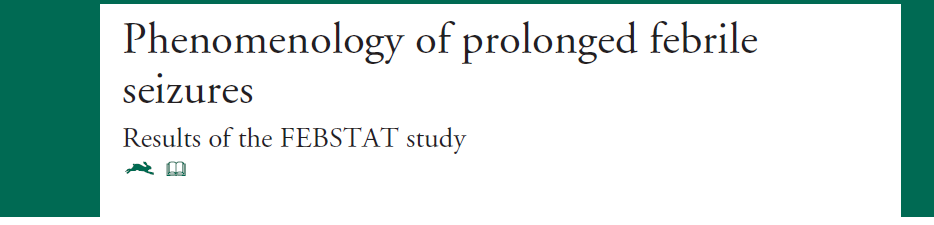 Phenomenology of prolonged febrile
seizures
Results of the FEBSTAT study